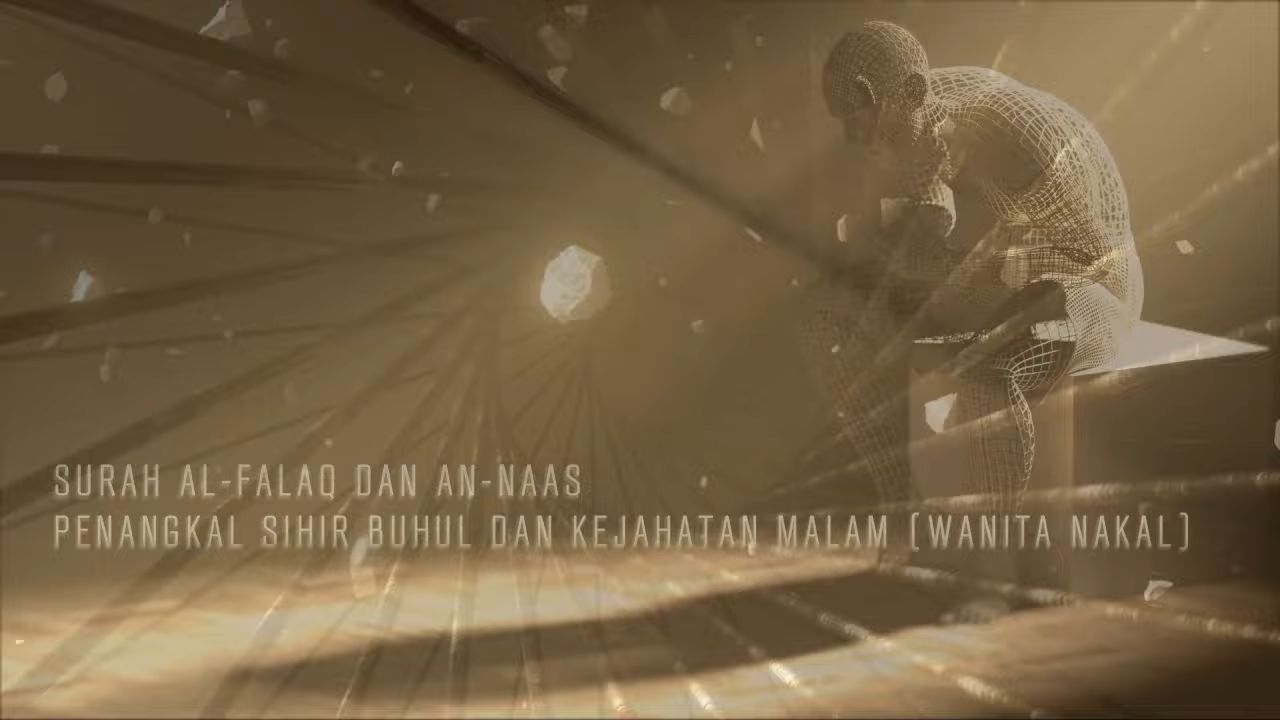 SURAH AL-FALAQ DAN AN-NAAS
PENANGKAL SIHIR BUHUL DAN KEJAHATAN MALAM (WANITA NAKAL)